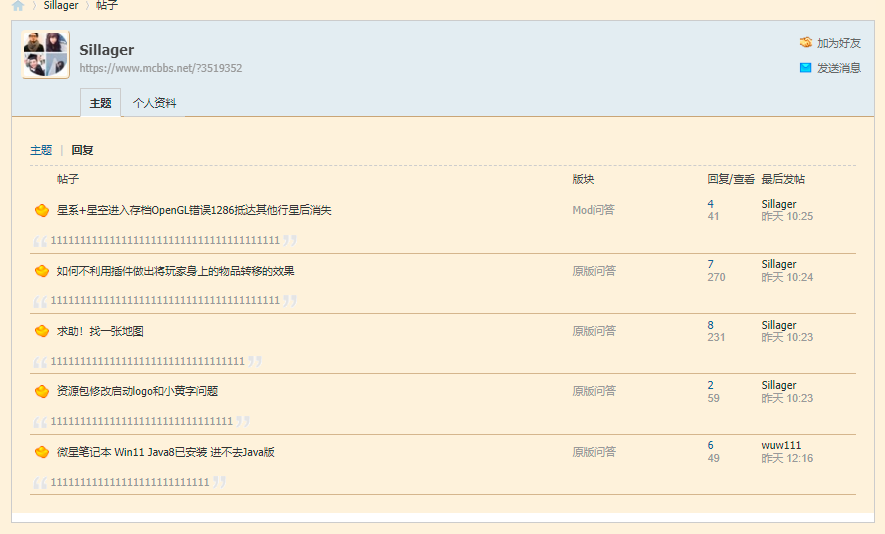 Sillager 帖子
Sillager
https://www.mcbbs.net/?3519352
加为好友
发送消息
主题 个人资料
主题 | 回复
帖子 版块 回复/查看 最后发帖
星系+星空进入存档OpenGL错误1286抵达其他行星后消失 Mod问答 4 Sillager
41 昨天 10:25
如何不利用插件做出将玩家身上的物品转移的效果 原版问答 7 Sillager
270 昨天 10:24
求助！找一张地图 原版问答 8 Sillager
231 昨天 10:23
资源包修改启动logo和小黄字问题 原版问答 2 Sillager
59 昨天 10:23
微星笔记本 Win11 Java8已安装 进不去Java版 原版问答 6 wuw111
49 昨天 12:16